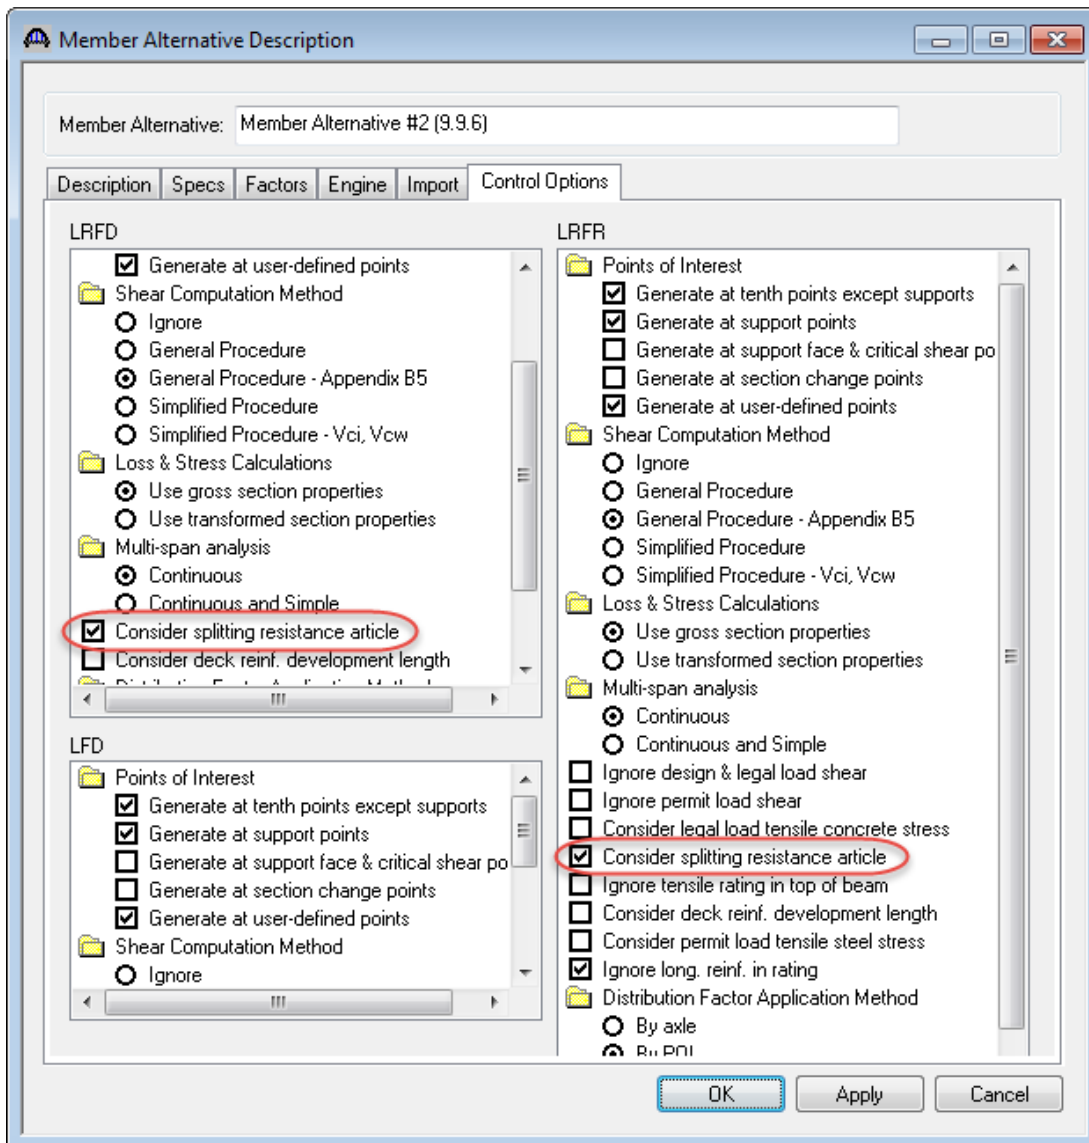 Member Alternative Description
Member Alternative: Member Alternative #2 (9.9.6)
Description Specs Factors Engine Import Control Options
LRFD
Generate at user-defined points
Shear Computation Method
Ignore
General Procedure
General Procedure - Appendix B5
Simplified Procedure
Simplified Procedure - Vci, Vcw
Loss & Stress Calculations
Use gross section properties
Use transformed section properties
Multi-span analysis
Continuous
Continuous and Simple
Consider splitting resistance article
Consider deck reinf. development length
Distribution Factor Application Method
LFD
Points of Interest
Generate at tenth points except supports
Generate at support points
Generate at support face & critical shear po
Generate at section change points
Generate at user-defined points
Shear Computation Method
Ignore
LRFR
Points of Interest
Generate at tenth points except supports
Generate at support points
Generate at support face & critical shear po
Generate at section change points
Generate at user-defined points
Shear Computation Method
Ignore
General Procedure
General Procedure - Appendix B5
Simplified Procedure
Simplified Procedure - Vci, Vcw
Loss & Stress Calculations
Use gross section properties
Use transformed section properties
Multi-span analysis
Continuous
Continuous and Simple
Ignore design & legal load shear
Ignore permit load shear
Consider legal load tensile concrete stress
Consider splitting resistance article
Ignore tensile rating in top of beam
Consider deck reinf. development length
Consider permit load tensile steel stress
Ignore long. reinf. in rating
Distribution Factor Application Method
By axle
By POI
OK Apply Cancel